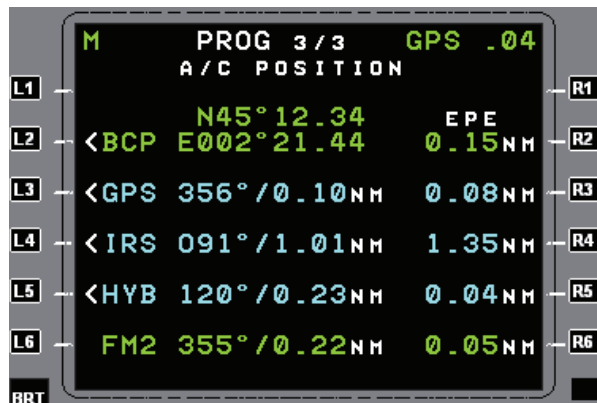 M PROG 3/3 GPS .04
A/C POSITION
L1 R1
N45°12.34 EPE
L2 <BCP E002°21.44 0.15NM R2
L3 <GPS 356°/0.10NM 0.08NM R3
L4 <IRS 091°/1.01NM 1.35NM R4
L5 <HYB 120°/0.23NM 0.04NM R5
L6 FM2 355°/0.22NM 0.05NM R6
BRT